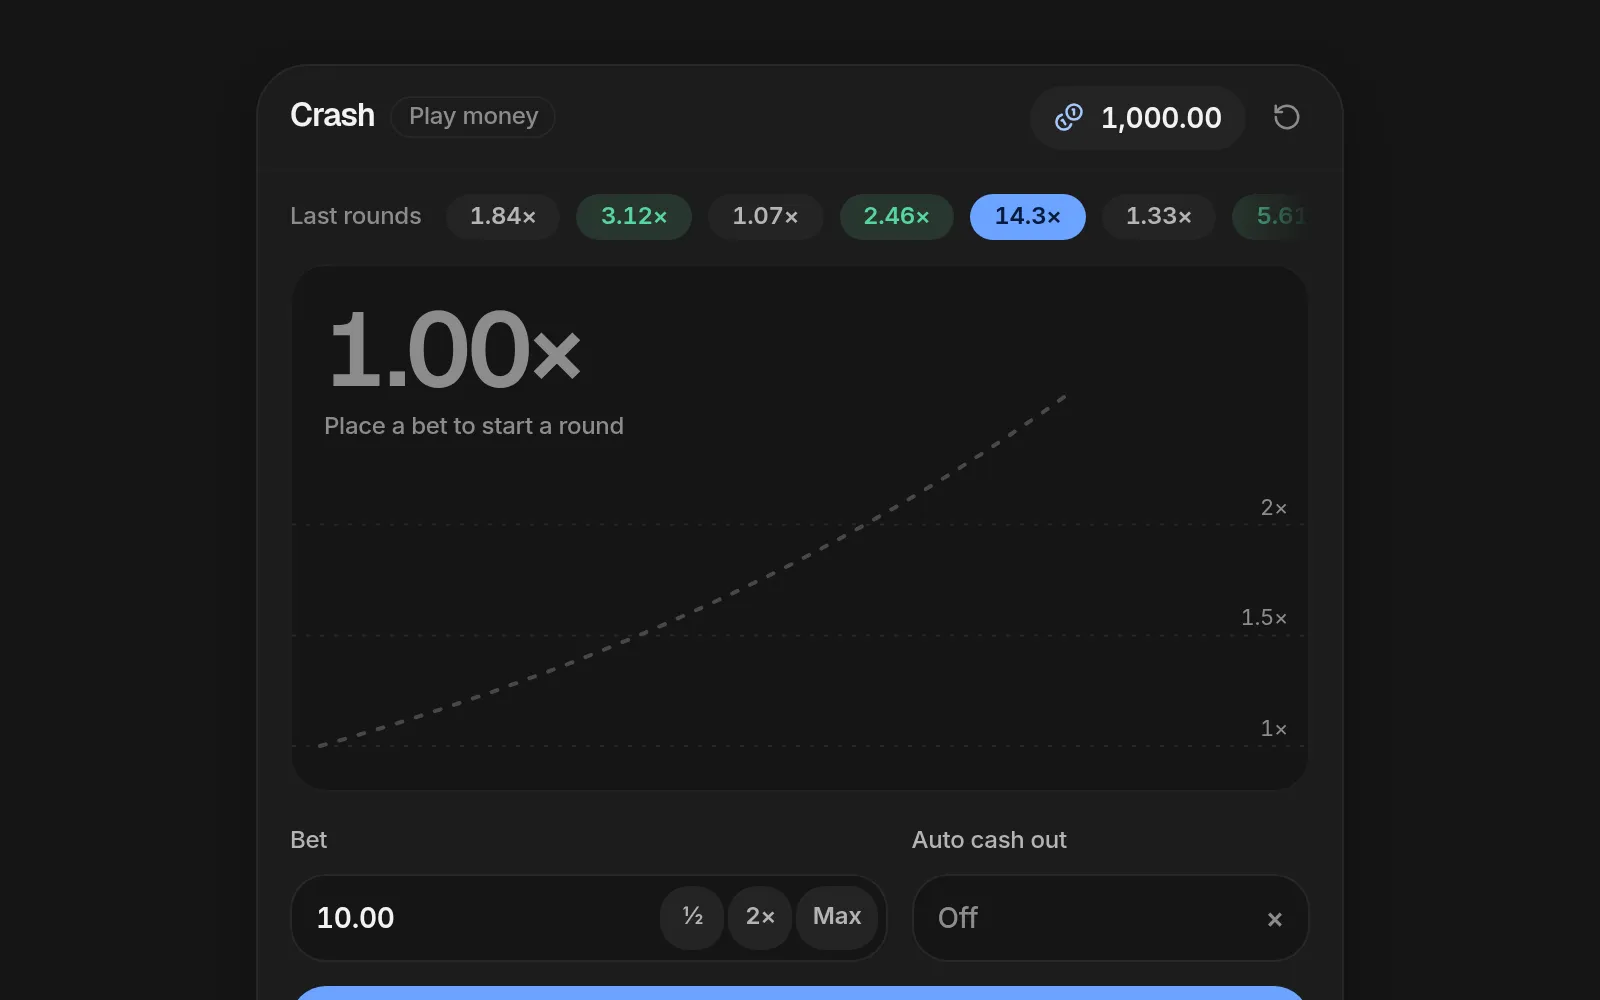 Crash Play money 1,000.00
Last rounds 1.84× 3.12× 1.07× 2.46× 14.3× 1.33× 5.61
1.00×
Place a bet to start a round
2×
1.5×
1×
Bet Auto cash out
10.00 ½ 2× Max Off ×